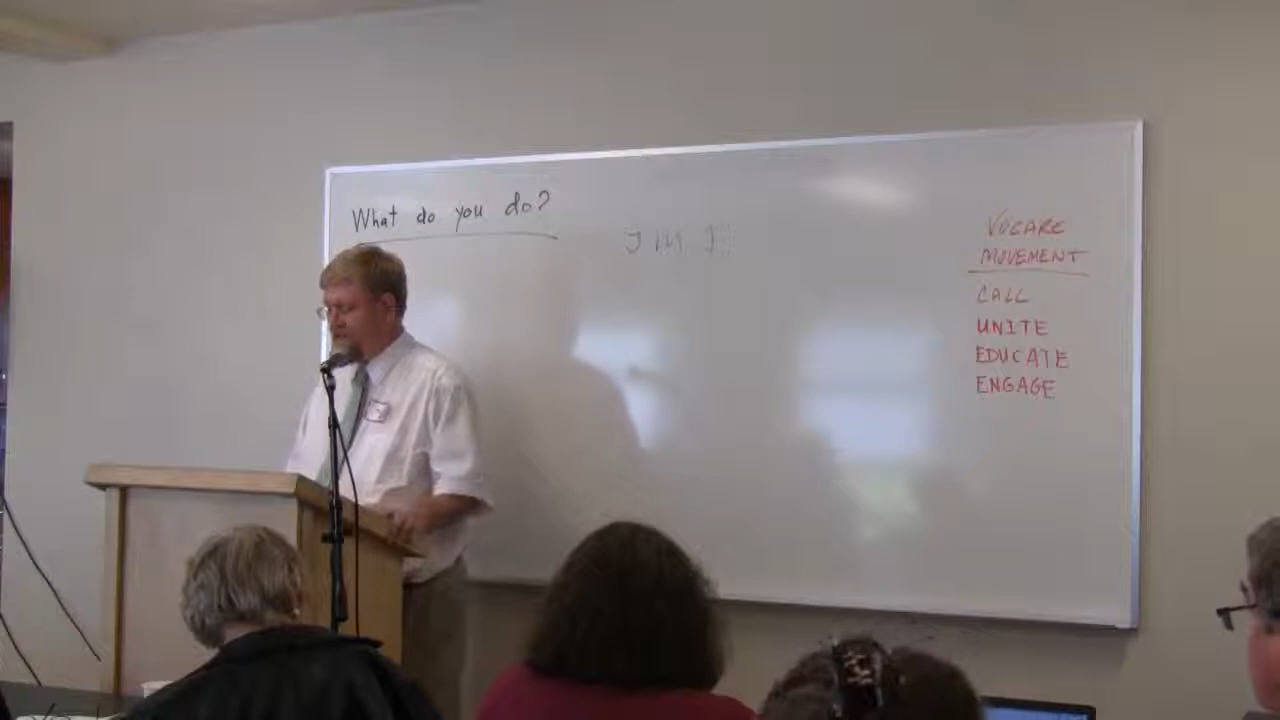 What do you do?
VOCARE
MOVEMENT
CALL
UNITE
EDUCATE
ENGAGE